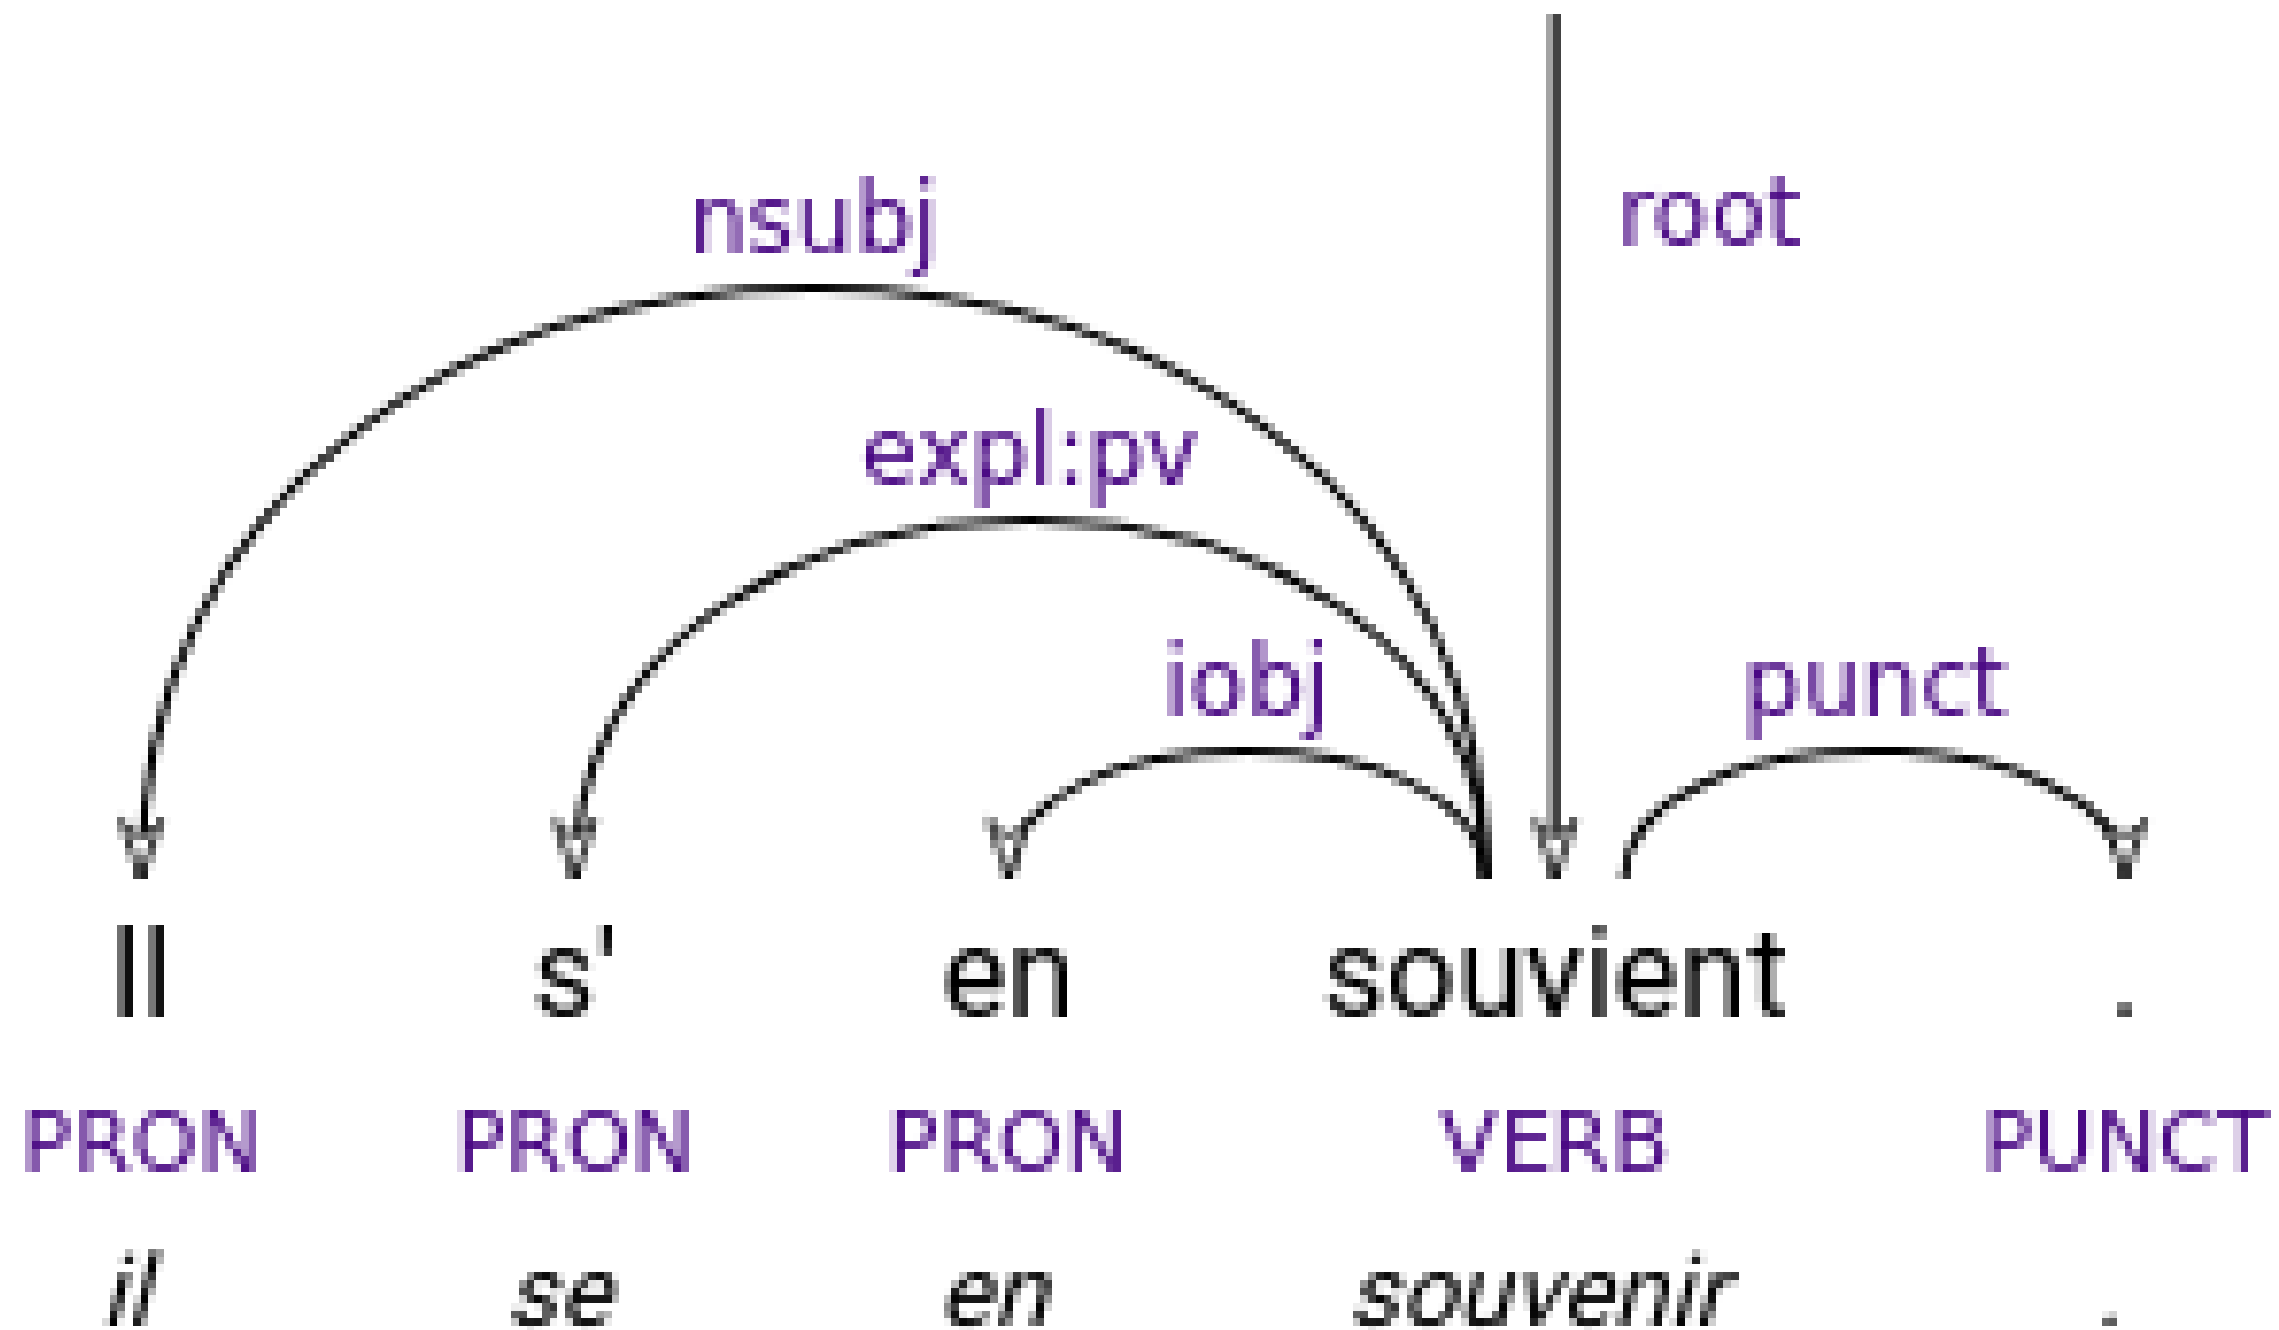 nsubj root
expl:pv
iobj punct
Il s' en souvient .
PRON PRON PRON VERB PUNCT
il se en souvenir .